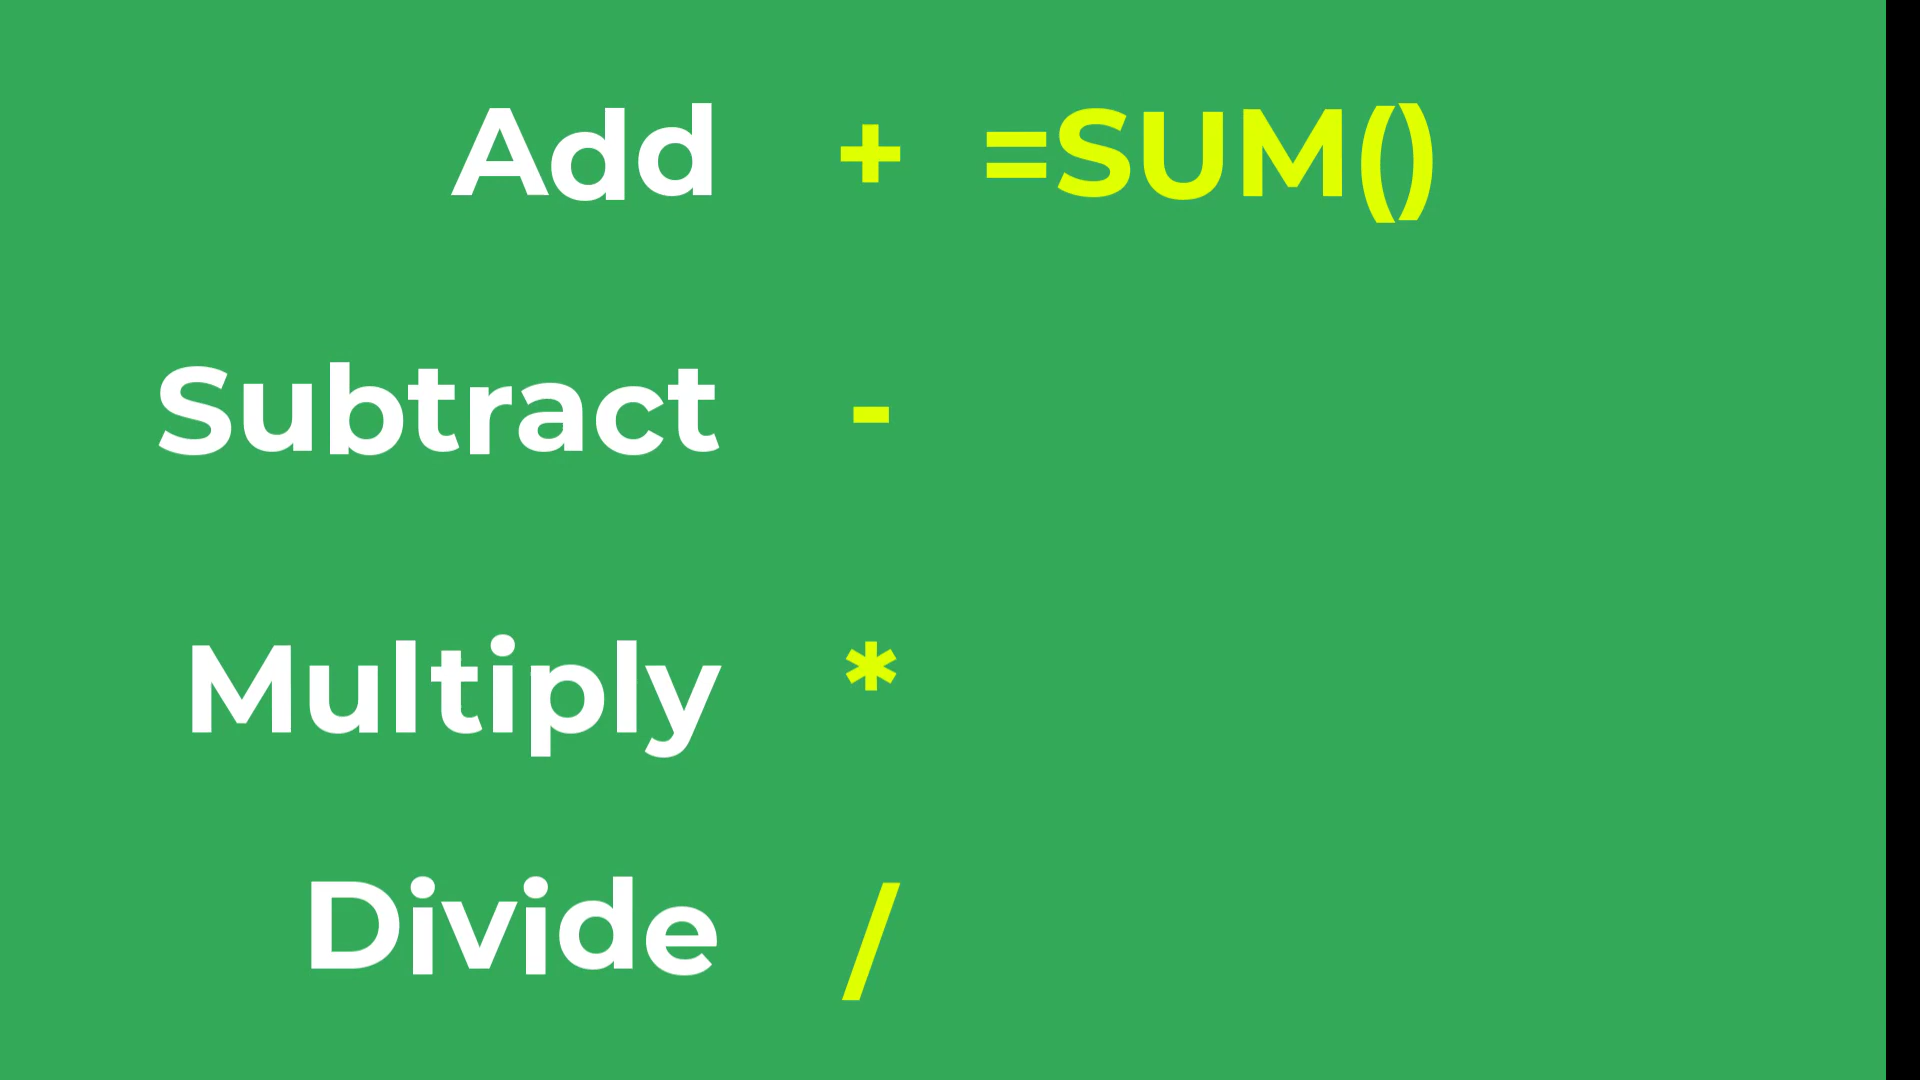 Add + =SUM()
Subtract -
Multiply *
Divide /